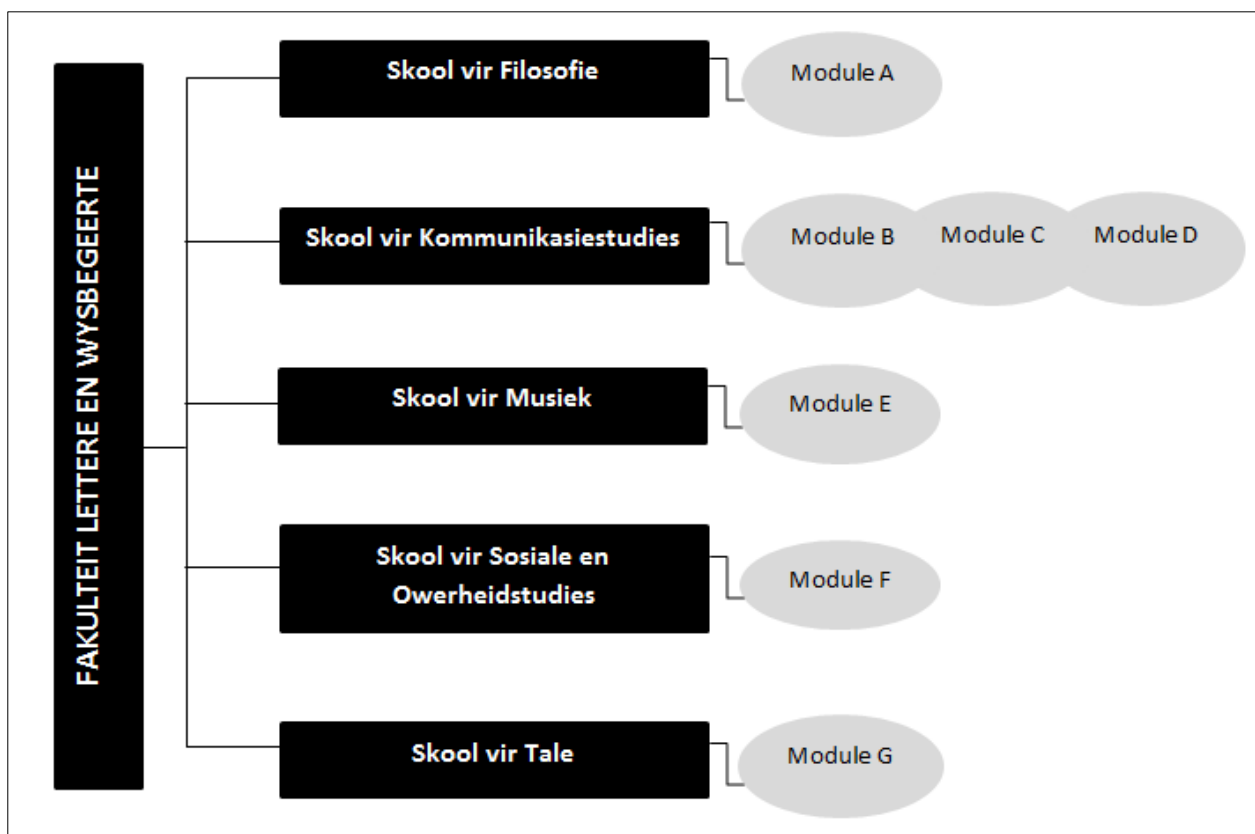 FAKULTEIT LETTERE EN WYSBEGEERTE
Skool vir Filosofie
Module A
Skool vir Kommunikasiestudies
Module B
Module C
Module D
Skool vir Musiek
Module E
Skool vir Sosiale en
Owerheidstudies
Module F
Skool vir Tale
Module G